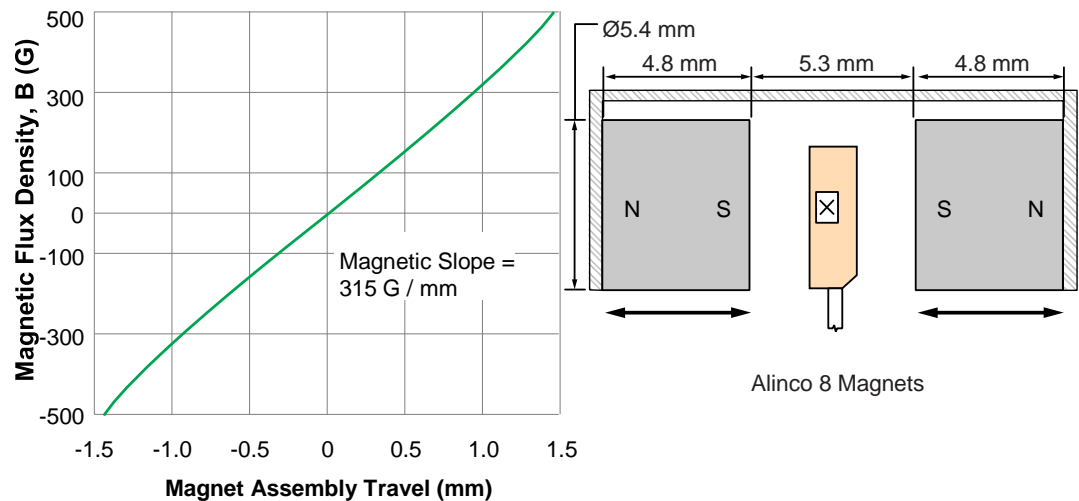 Magnetic Flux Density, B (G)
500
300
100
0
-100
-300
-500
-1.5
-1.0
-0.5
0
0.5
1.0
1.5
Magnet Assembly Travel (mm)
Magnetic Slope =
315 G / mm
Ø5.4 mm
4.8 mm
5.3 mm
4.8 mm
N
S
S
N
Alinco 8 Magnets